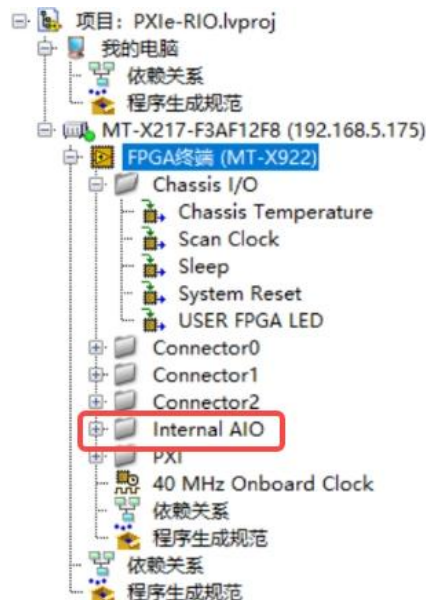 项目: PXIe-RIO.lvproj
我的电脑
依赖关系
程序生成规范
MT-X217-F3AF12F8 (192.168.5.175)
FPGA终端 (MT-X922)
Chassis I/O
Chassis Temperature
Scan Clock
Sleep
System Reset
USER FPGA LED
Connector0
Connector1
Connector2
Internal AIO
PXI
40 MHz Onboard Clock
依赖关系
程序生成规范
依赖关系
程序生成规范